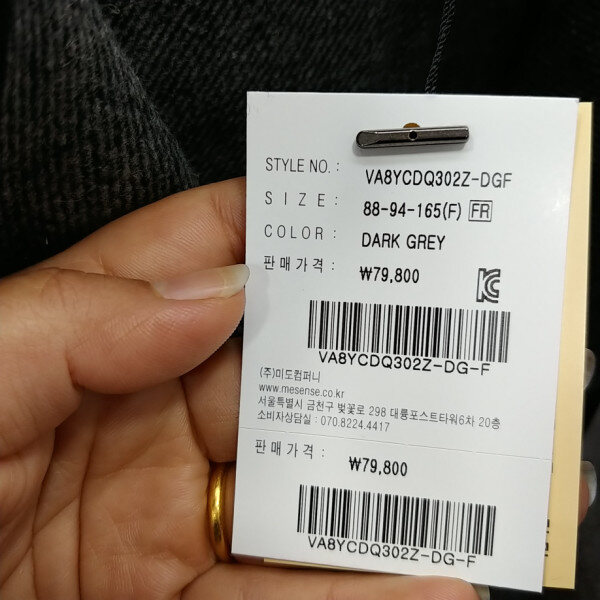 STYLE NO. : VA8YCDQ302Z-DGF
SIZE : 88-94-165(F) FR
COLOR : DARK GREY
판매가격 : ₩79,800
VA8YCDQ302Z-DG-F
(주)미도컴퍼니
www.mesense.co.kr
서울특별시 금천구 벚꽃로 298 대륭포스트타워6차 20층
소비자상담실 : 070.8224.4417
판매가격 : ₩79,800
VA8YCDQ302Z-DG-F